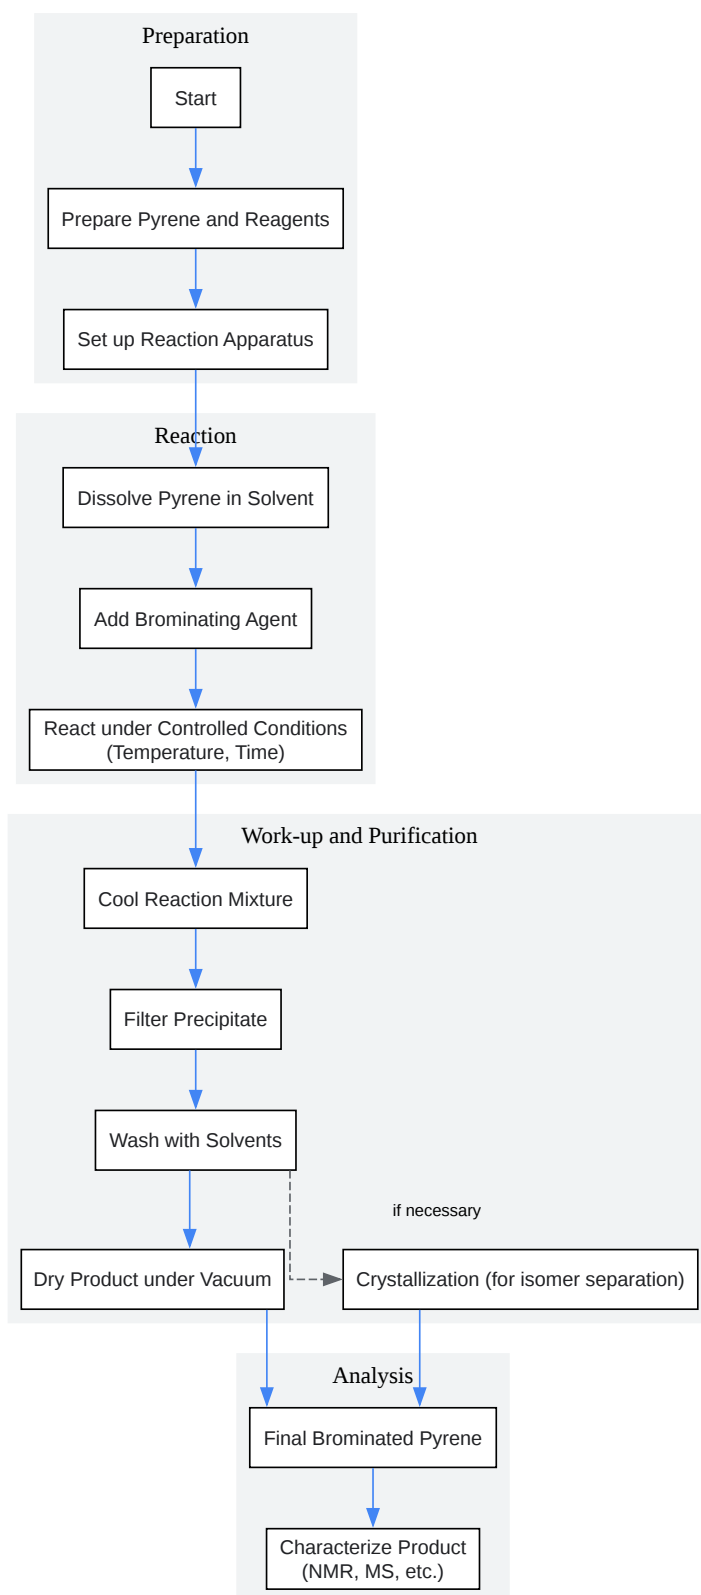 Preparation
Start
Prepare Pyrene and Reagents
Set up Reaction Apparatus
Reaction
Dissolve Pyrene in Solvent
Add Brominating Agent
React under Controlled Conditions
(Temperature, Time)
Work-up and Purification
Cool Reaction Mixture
Filter Precipitate
Wash with Solvents
if necessary
Dry Product under Vacuum
Crystallization (for isomer separation)
Analysis
Final Brominated Pyrene
Characterize Product
(NMR, MS, etc.)